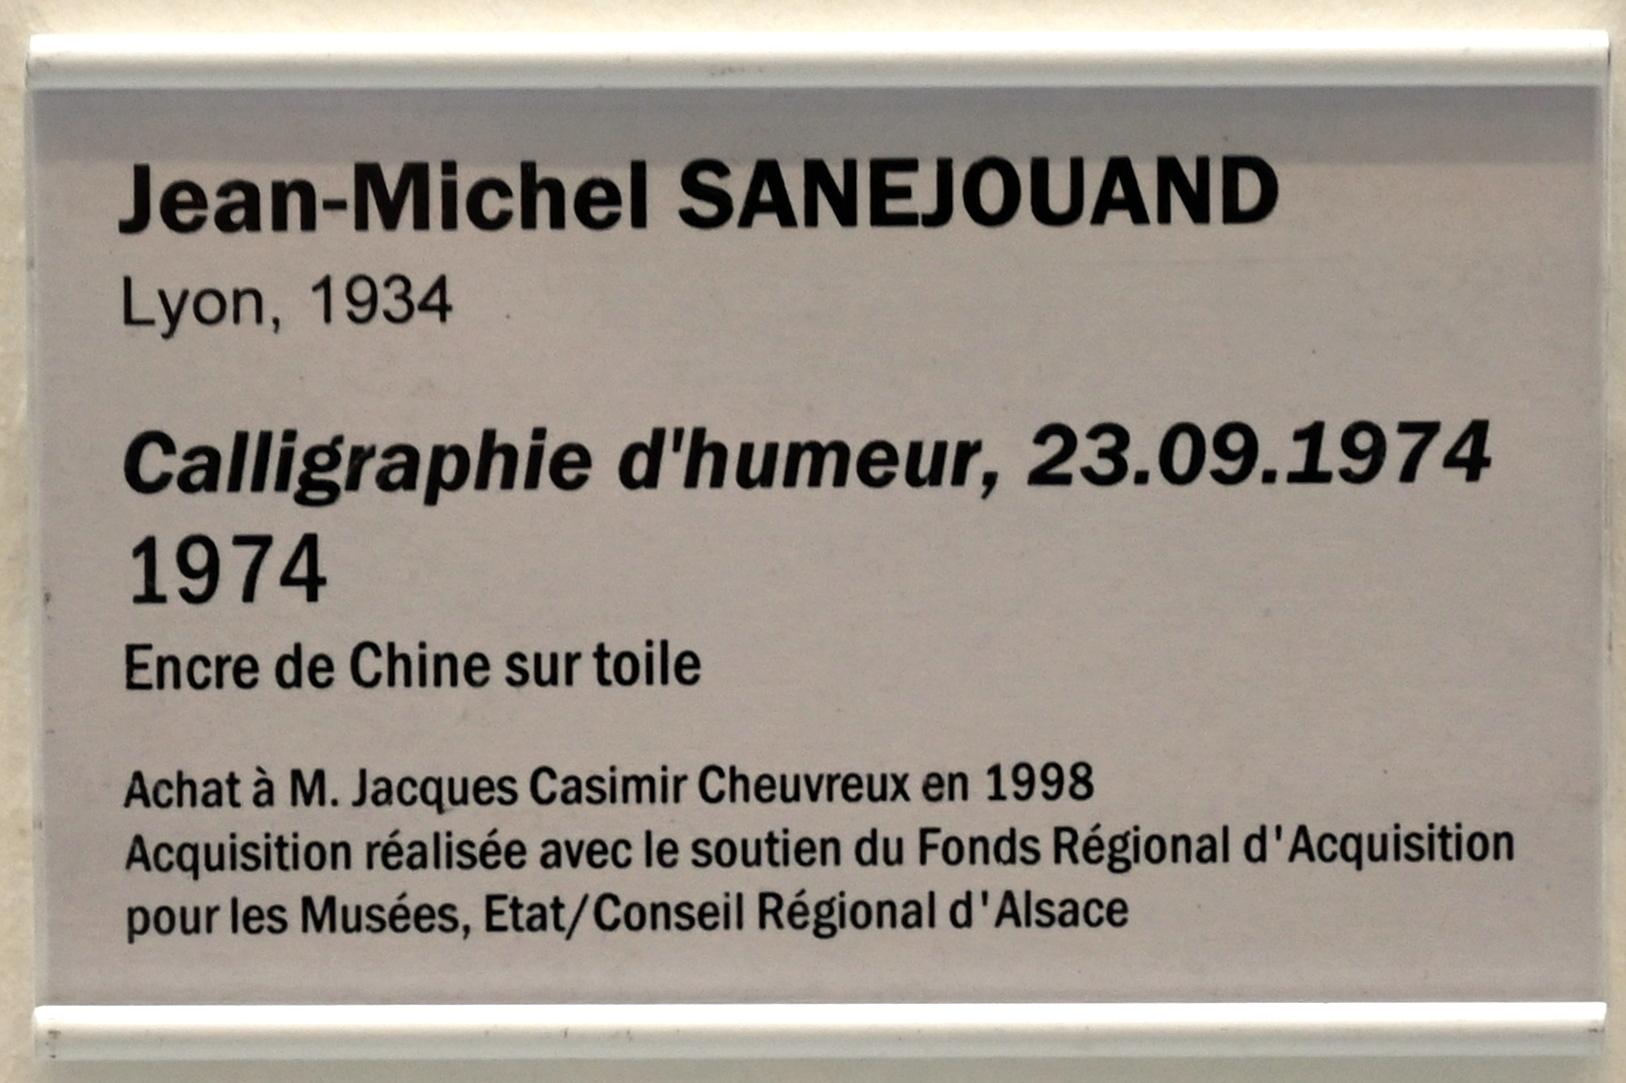 Jean-Michel SANEJOUAND
Lyon, 1934
Calligraphie d'humeur, 23.09.1974
1974
Encre de Chine sur toile
Achat à M. Jacques Casimir Cheuvreux en 1998
Acquisition réalisée avec le soutien du Fonds Régional d'Acquisition
pour les Musées, Etat/Conseil Régional d'Alsace